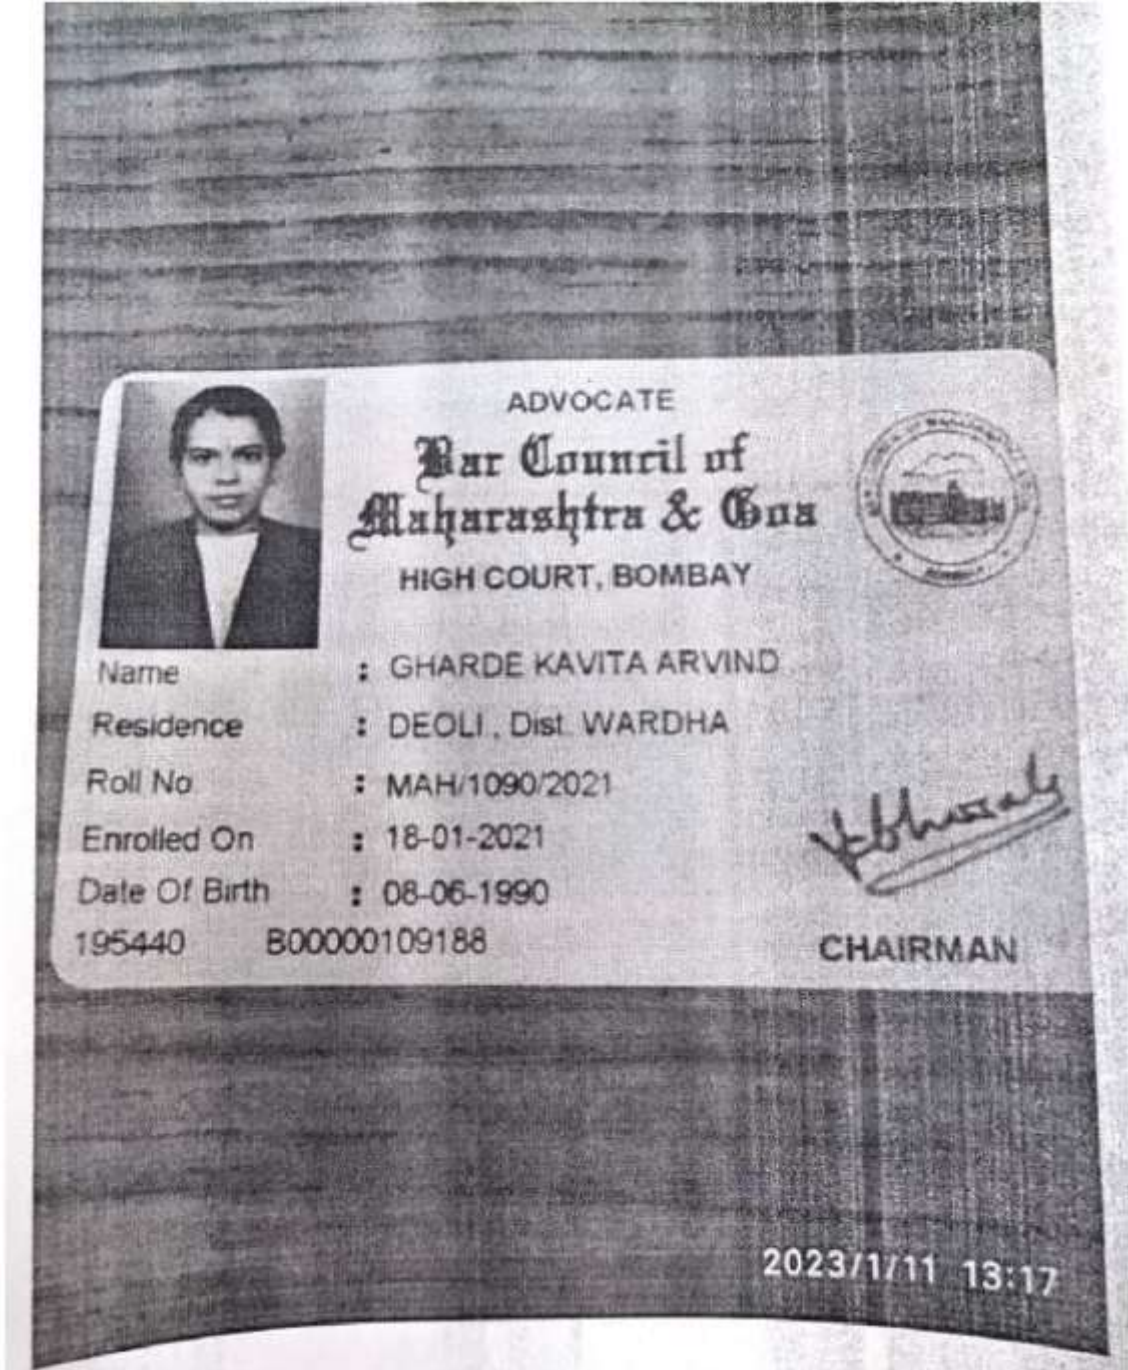 ADVOCATE
Bar Council of
Maharashtra & Goa
HIGH COURT, BOMBAY
Name : GHARDE KAVITA ARVIND
Residence : DEOLI , Dist. WARDHA
Roll No : MAH/1090/2021
Enrolled On : 18-01-2021
Date Of Birth : 08-06-1990
195440 B00000109188
CHAIRMAN
2023/1/11 13:17